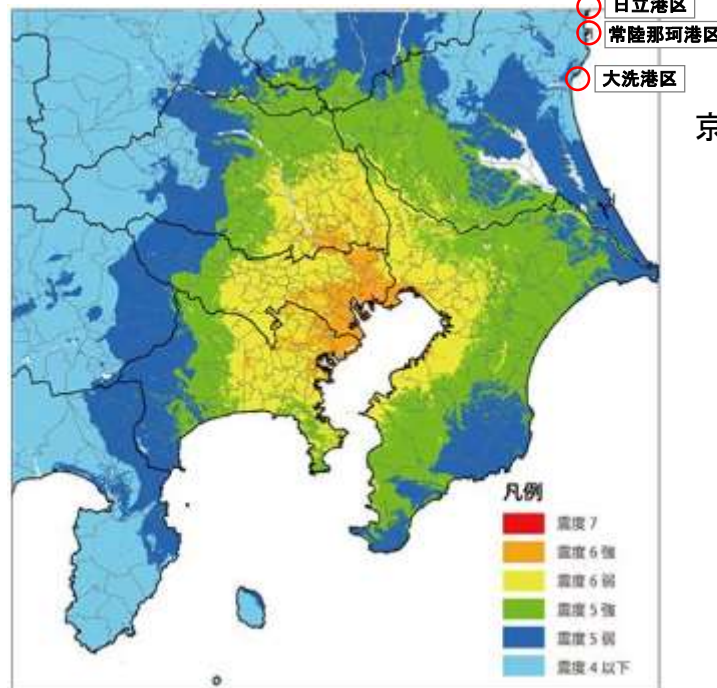 日立港区
常陸那珂港区
大洗港区
京
凡例
震度 7
震度 6 強
震度 6 弱
震度 5 強
震度 5 弱
震度 4 以下